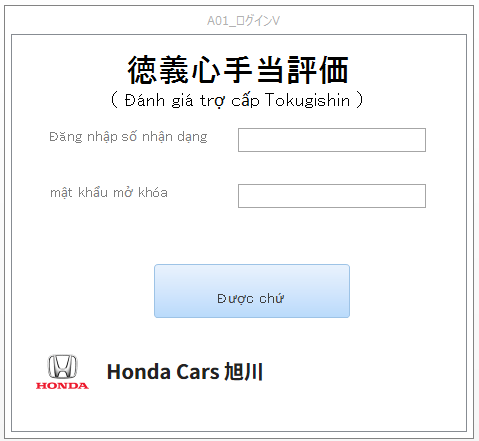 A01_ログインV
徳義心手当評価
( Đánh giá trợ cấp Tokugishin )
Đăng nhập số nhận dạng
mật khẩu mở khóa
Được chứ
HONDA
Honda Cars 旭川